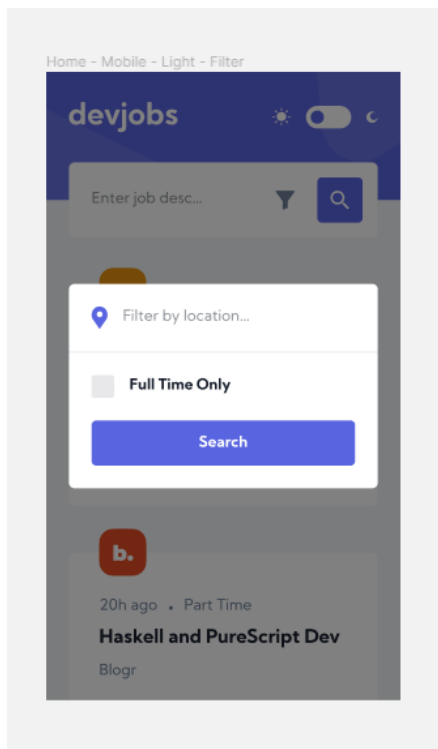 Home - Mobile - Light - Filter
devjobs
Enter job desc...
Filter by location...
Full Time Only
Search
b.
20h ago . Part Time
Haskell and PureScript Dev
Blogr